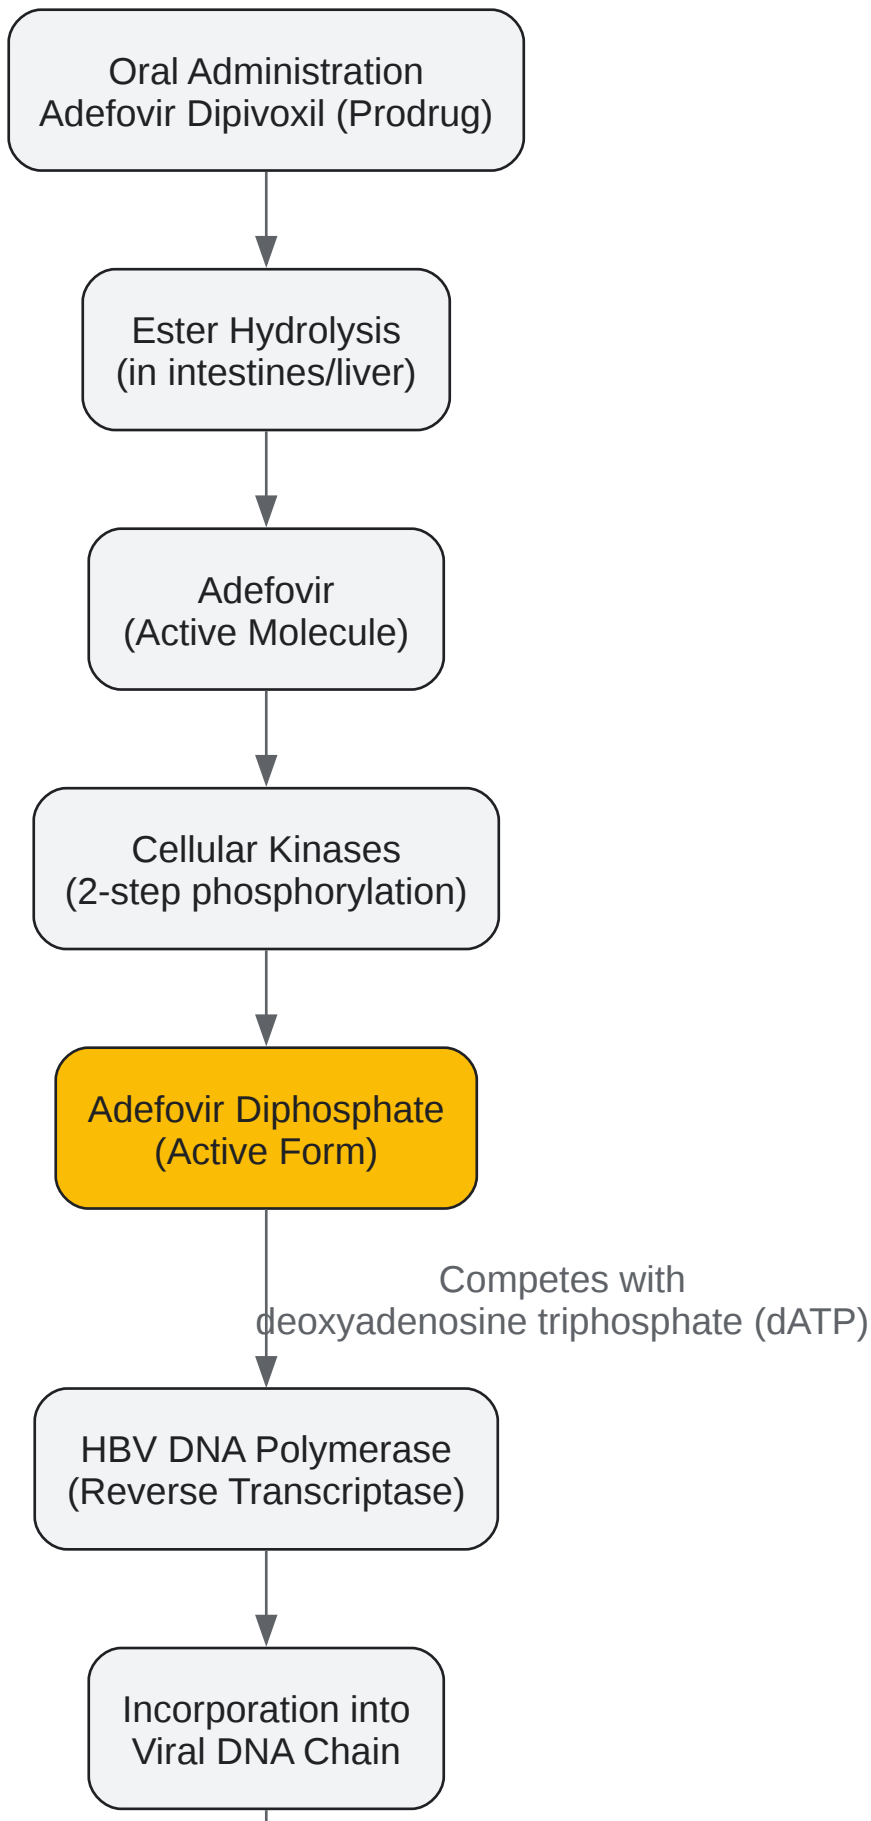 Oral Administration
Adefovir Dipivoxil (Prodrug)
Ester Hydrolysis
(in intestines/liver)
Adefovir
(Active Molecule)
Cellular Kinases
(2-step phosphorylation)
Adefovir Diphosphate
(Active Form)
Competes with
deoxyadenosine triphosphate (dATP)
HBV DNA Polymerase
(Reverse Transcriptase)
Incorporation into
Viral DNA Chain